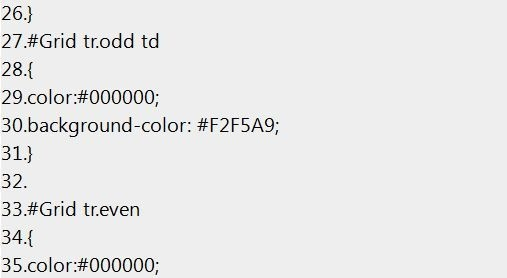 26.}
27.#Grid tr.odd td
28.{
29.color:#000000;
30.background-color: #F2F5A9;
31.}
32.
33.#Grid tr.even
34.{
35.color:#000000;